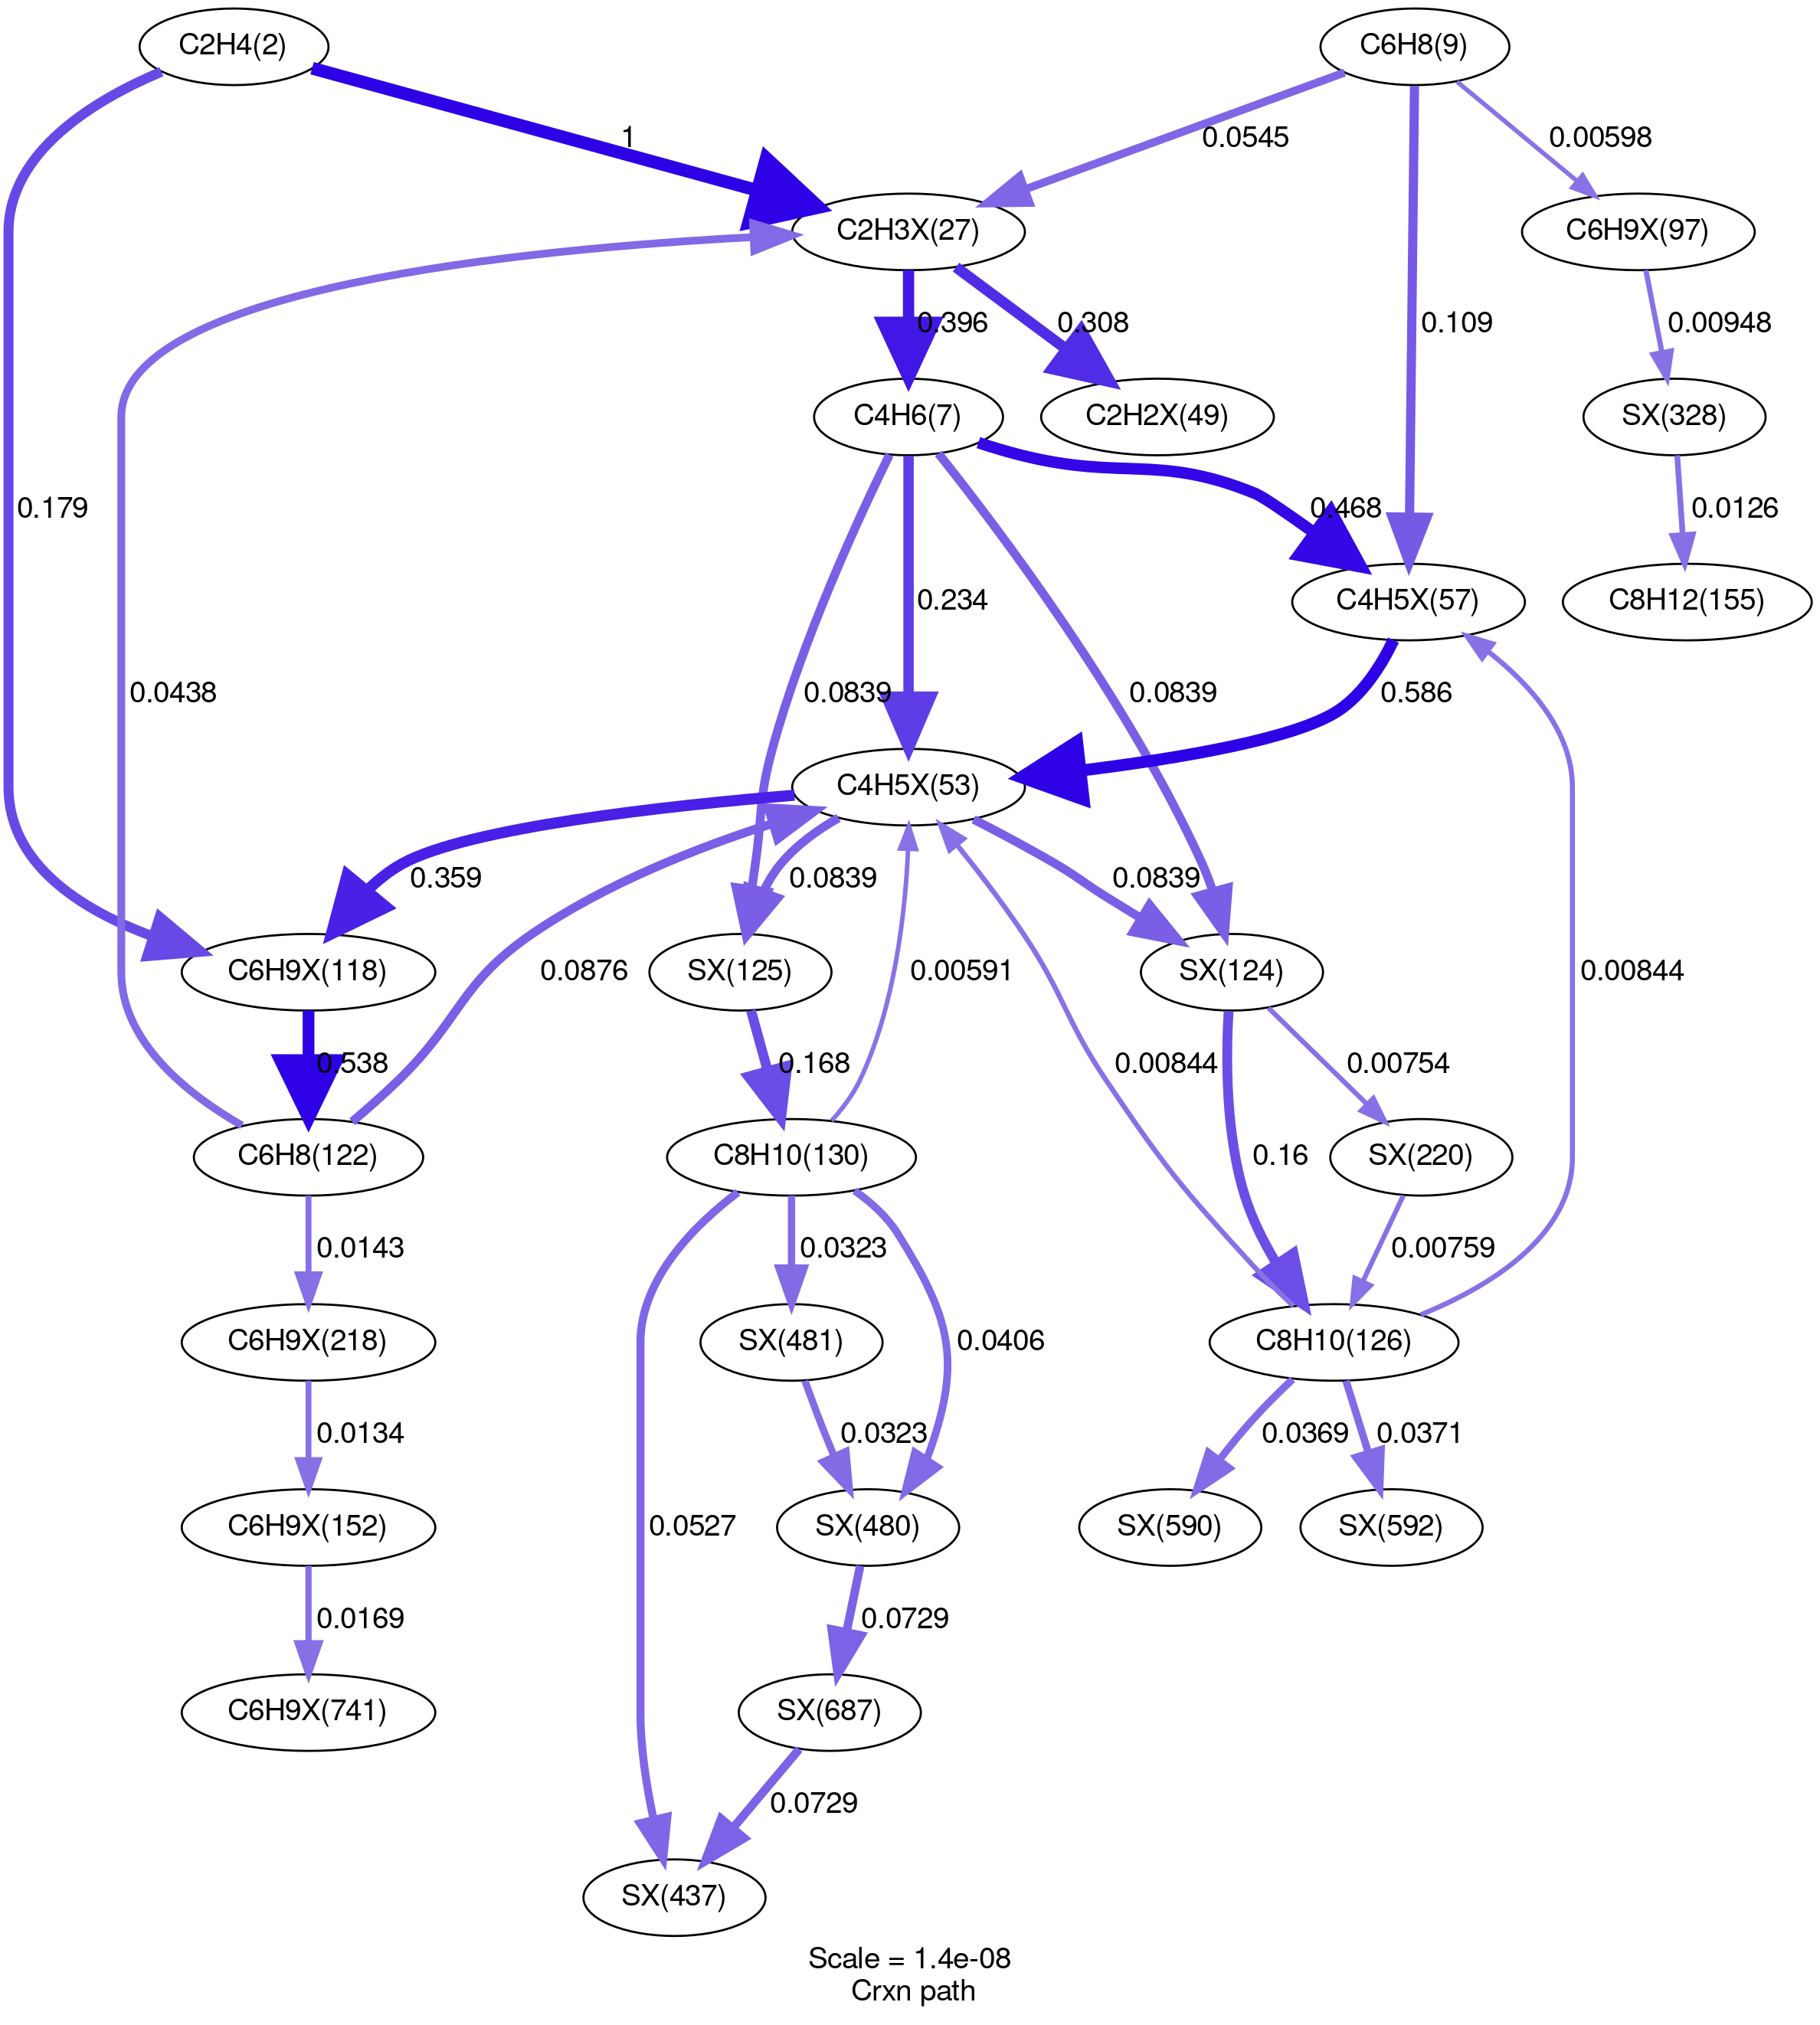 C2H4(2)
C6H8(9)
1
0.0545
0.00598
C2H3X(27)
C6H9X(97)
0.396
0.308
0.109
0.00948
C4H6(7)
C2H2X(49)
SX(328)
0.179
0.468
0.0126
C4H5X(57)
C8H12(155)
0.0438
0.234
0.0839
0.0839
0.586
C4H5X(53)
0.359
0.0839
0.0839
C6H9X(118)
0.0876
SX(125)
0.00591
SX(124)
0.00844
0.538
0.168
0.00844
0.00754
C6H8(122)
C8H10(130)
0.16
SX(220)
0.0143
0.0323
0.0406
0.00759
C6H9X(218)
SX(481)
C8H10(126)
0.0134
0.0323
0.0369
0.0371
C6H9X(152)
0.0527
SX(480)
SX(590)
SX(592)
0.0169
0.0729
C6H9X(741)
SX(687)
0.0729
SX(437)
Scale = 1.4e-08
Crxn path